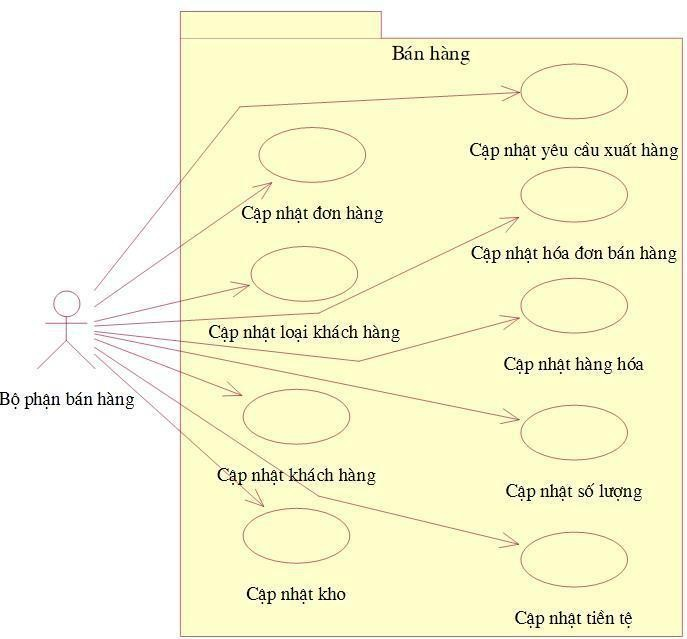 Bán hàng
Cập nhật yêu cầu xuất hàng
Cập nhật đơn hàng
Cập nhật hóa đơn bán hàng
Cập nhật loại khách hàng
Cập nhật hàng hóa
Bộ phận bán hàng
Cập nhật khách hàng
Cập nhật số lượng
Cập nhật kho
Cập nhật tiền tệ